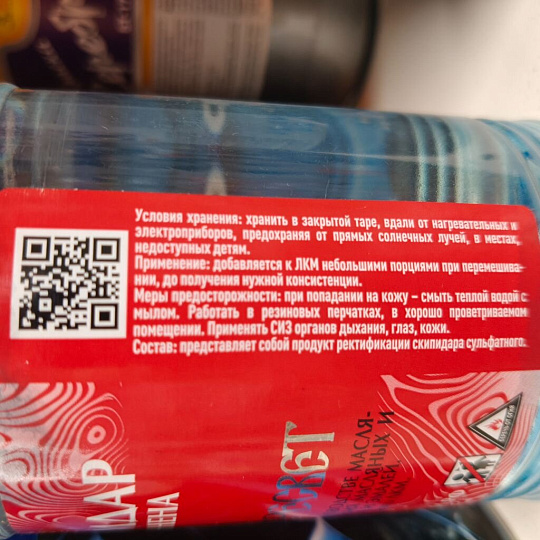 Условия хранения: хранить в закрытой таре, вдали от нагревательных и
электроприборов, предохраняя от прямых солнечных лучей, в местах,
недоступных детям.
Применение: добавляется к ЛКМ небольшими порциями при перемешива-
нии, до получения нужной консистенции.
Меры предосторожности: при попадании на кожу – смыть теплой водой с
мылом. Работать в резиновых перчатках, в хорошо проветриваемом
помещении. Применять СИЗ органов дыхания, глаз, кожи.
Состав: представляет собой продукт ректификации скипидара сульфатного.